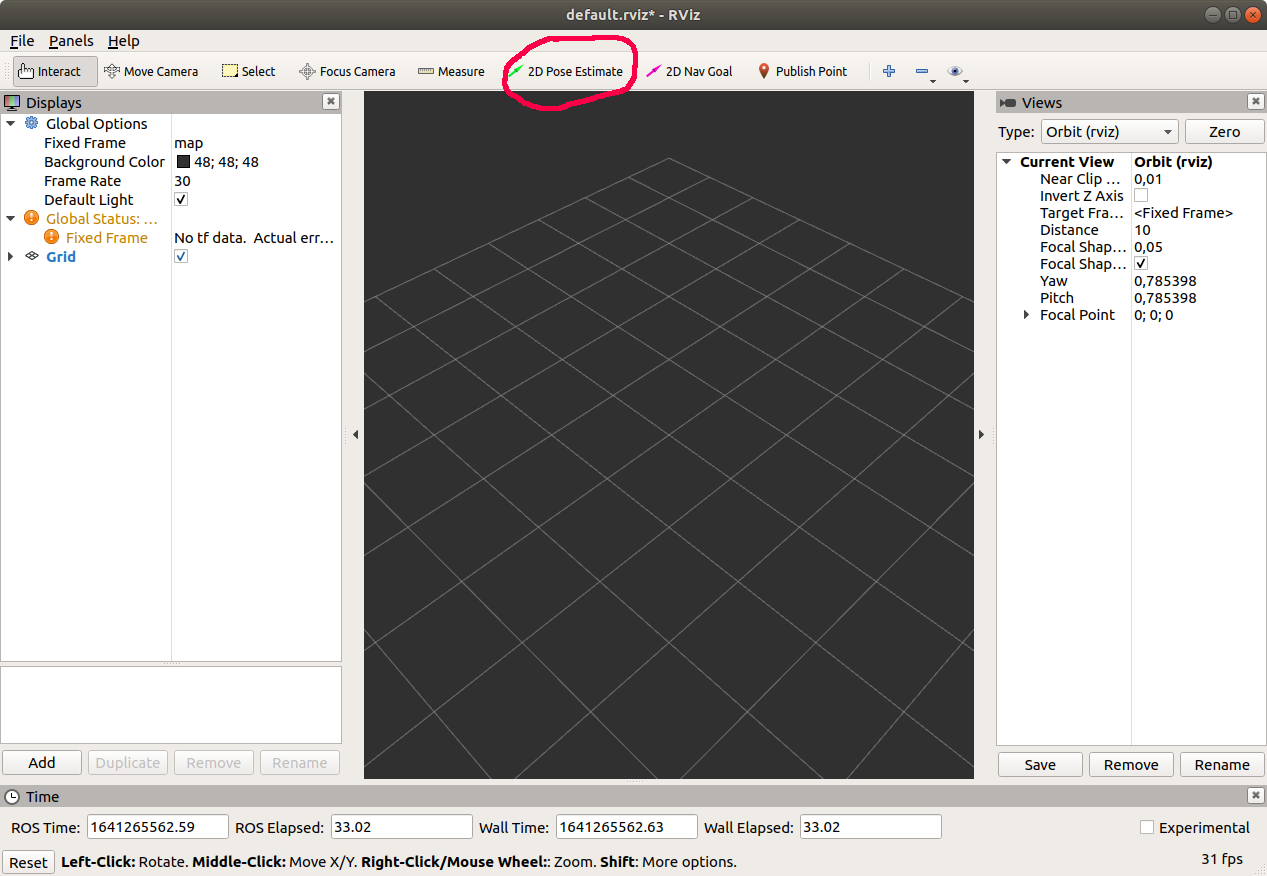 default.rviz* - RViz
File Panels Help
Interact Move Camera Select Focus Camera Measure 2D Pose Estimate 2D Nav Goal Publish Point
Displays
Global Options
Fixed Frame map
Background Color 48; 48; 48
Frame Rate 30
Default Light
Global Status: ...
Fixed Frame No tf data.  Actual err...
Grid
Add Duplicate Remove Rename
Views
Type: Orbit (rviz) Zero
Current View Orbit (rviz)
Near Clip ... 0,01
Invert Z Axis
Target Fra... <Fixed Frame>
Distance 10
Focal Shap... 0,05
Focal Shap...
Yaw 0,785398
Pitch 0,785398
Focal Point 0; 0; 0
Save Remove Rename
Time
ROS Time: 1641265562.59 ROS Elapsed: 33.02 Wall Time: 1641265562.63 Wall Elapsed: 33.02 Experimental
Reset Left-Click: Rotate. Middle-Click: Move X/Y. Right-Click/Mouse Wheel:: Zoom. Shift: More options. 31 fps